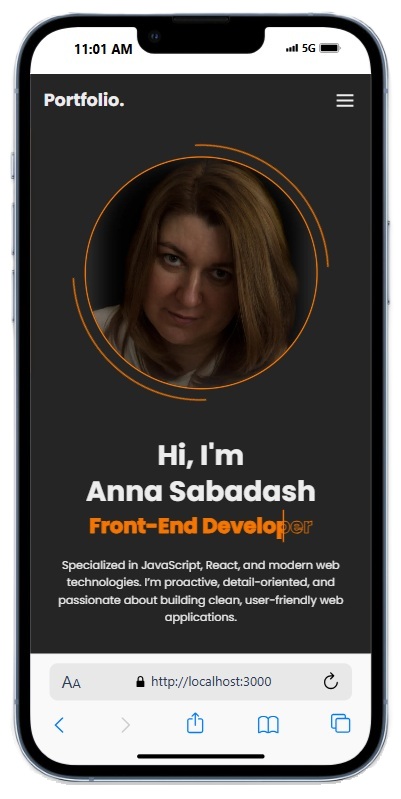 11:01 AM
5G
Portfolio.
Hi, I'm
Anna Sabadash
Front-End Developer
Specialized in JavaScript, React, and modern web
technologies. I'm proactive, detail-oriented, and
passionate about building clean, user-friendly web
applications.
AA
http://localhost:3000